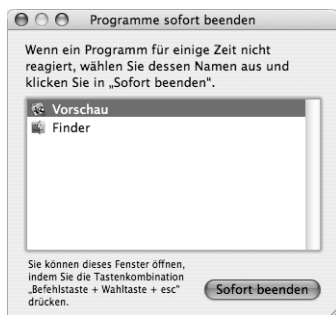 Programme sofort beenden
Wenn ein Programm für einige Zeit nicht
reagiert, wählen Sie dessen Namen aus und
klicken Sie in „Sofort beenden“.
Vorschau
Finder
Sie können dieses Fenster öffnen,
indem Sie die Tastenkombination
„Befehlstaste + Wahltaste + esc“
drücken.
Sofort beenden